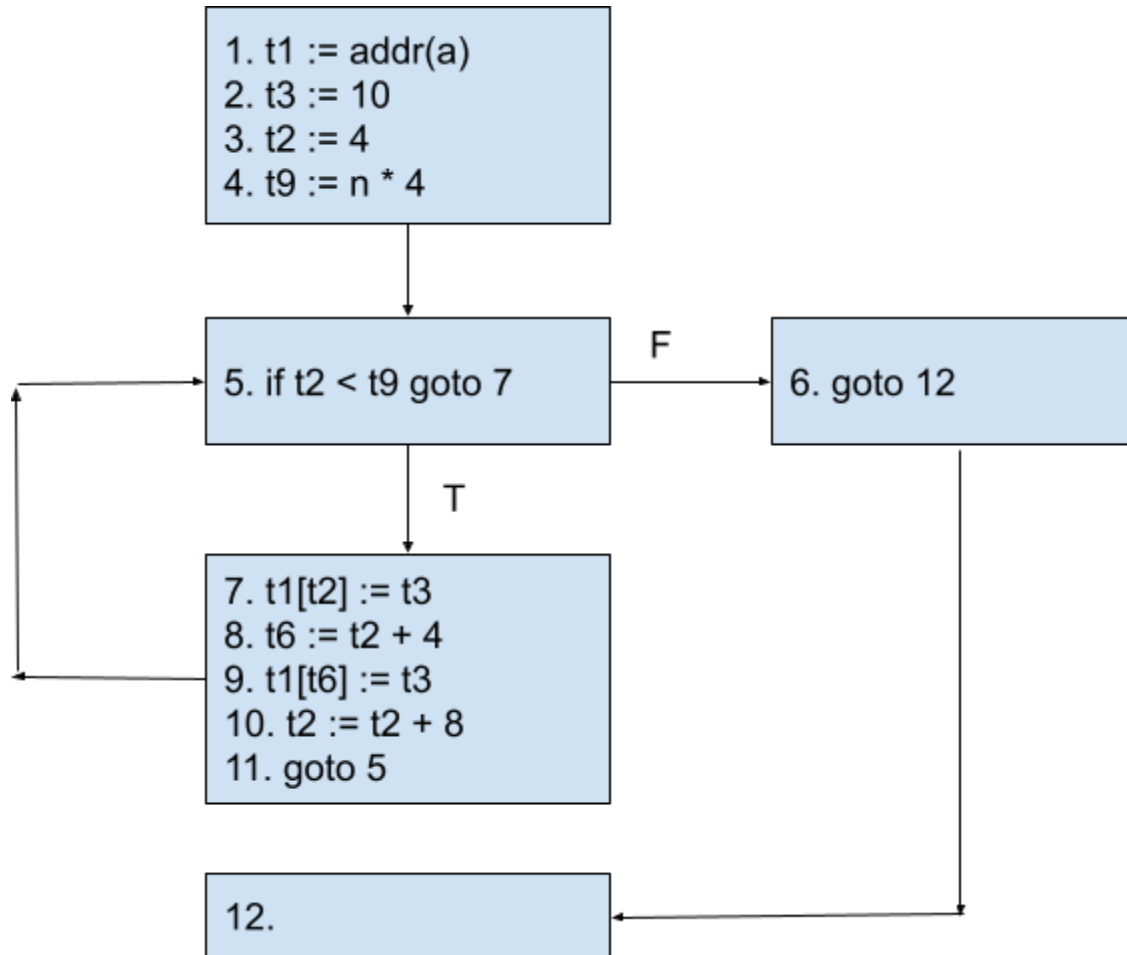 1. t1 := addr(a)
2. t3 := 10
3. t2 := 4
4. t9 := n * 4
5. if t2 < t9 goto 7
F
6. goto 12
T
7. t1[t2] := t3
8. t6 := t2 + 4
9. t1[t6] := t3
10. t2 := t2 + 8
11. goto 5
12.